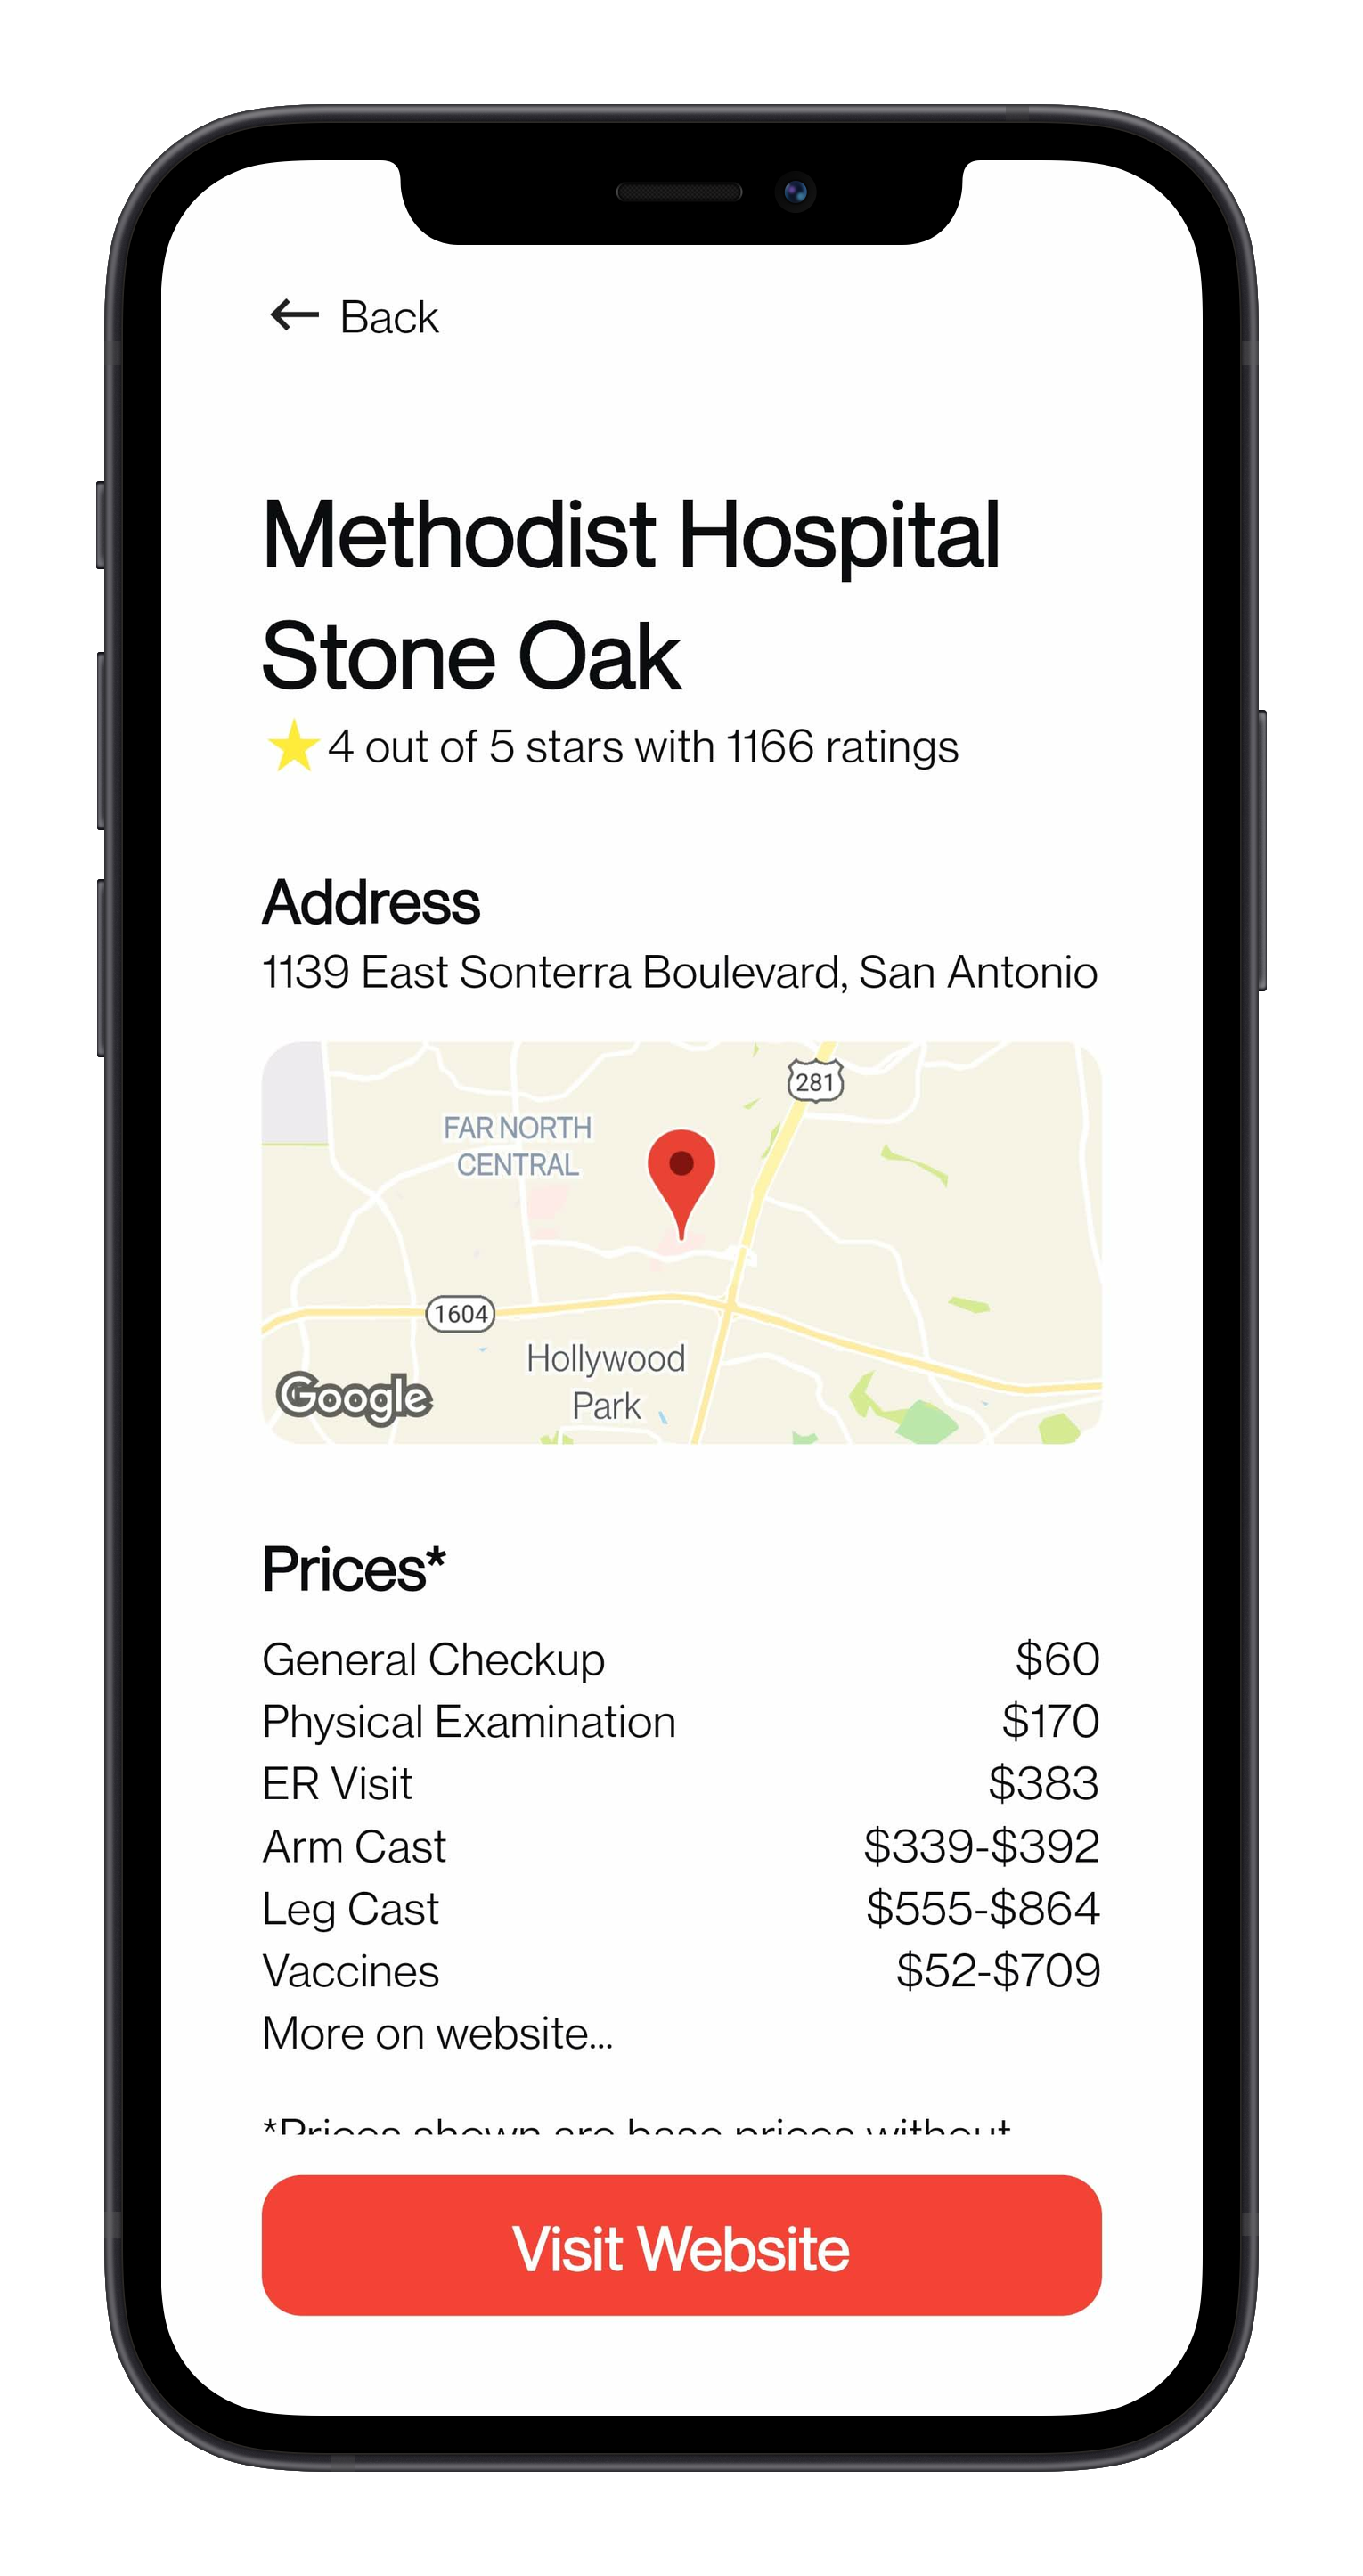 ← Back
Methodist Hospital
Stone Oak
4 out of 5 stars with 1166 ratings
Address
1139 East Sonterra Boulevard, San Antonio
281
FAR NORTH
CENTRAL
1604
Hollywood
Park
Google
Prices*
General Checkup $60
Physical Examination $170
ER Visit $383
Arm Cast $339-$392
Leg Cast $555-$864
Vaccines $52-$709
More on website...
*Prices shown are base prices without
Visit Website